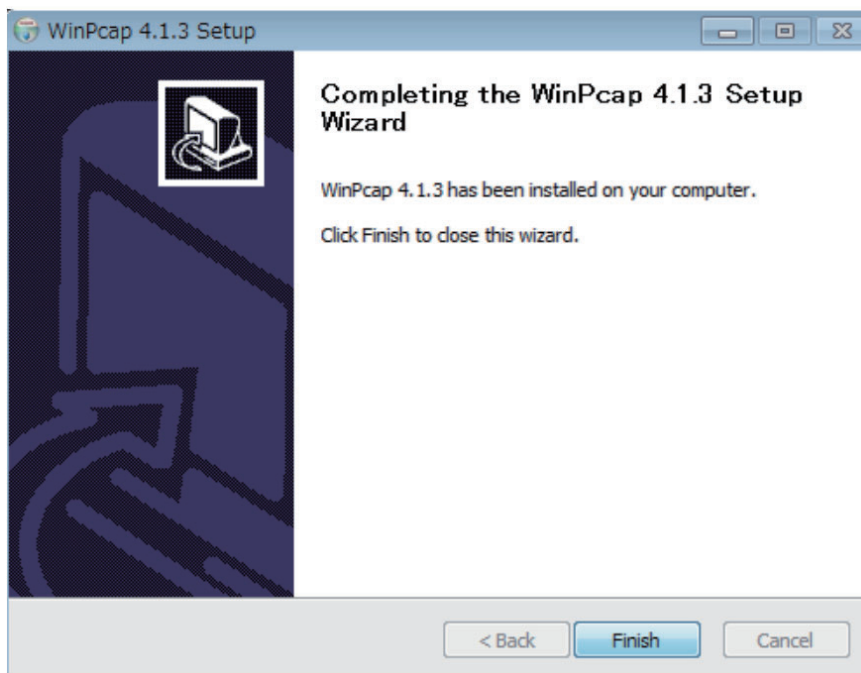 WinPcap 4.1.3 Setup
Completing the WinPcap 4.1.3 Setup
Wizard
WinPcap 4.1.3 has been installed on your computer.
Click Finish to close this wizard.
< Back
Finish
Cancel